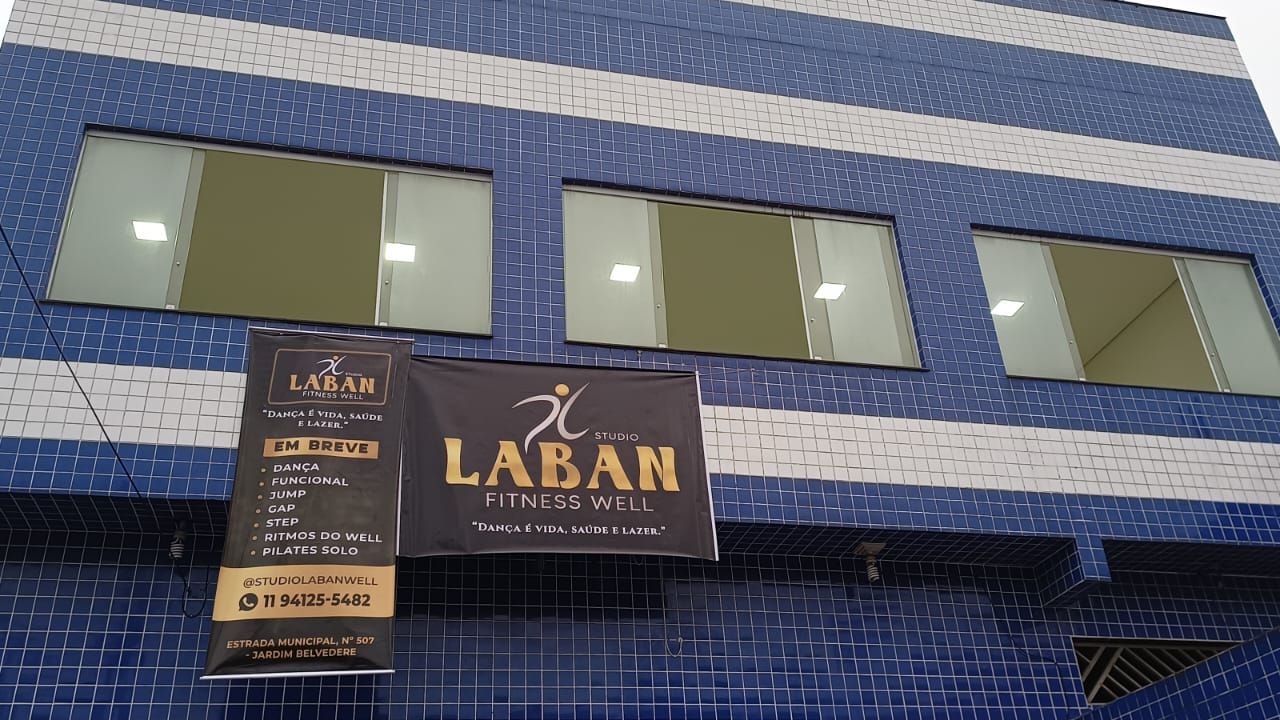 STUDIO
LABAN
FITNESS WELL
“DANÇA É VIDA, SAÚDE
E LAZER.”
EM BREVE
• DANÇA
• FUNCIONAL
• JUMP
• GAP
• STEP
• RITMOS DO WELL
• PILATES SOLO
@STUDIOLABANWELL
11 94125-5482
ESTRADA MUNICIPAL, Nº 507
- JARDIM BELVEDERE
STUDIO
LABAN
FITNESS WELL
“DANÇA É VIDA, SAÚDE E LAZER.”